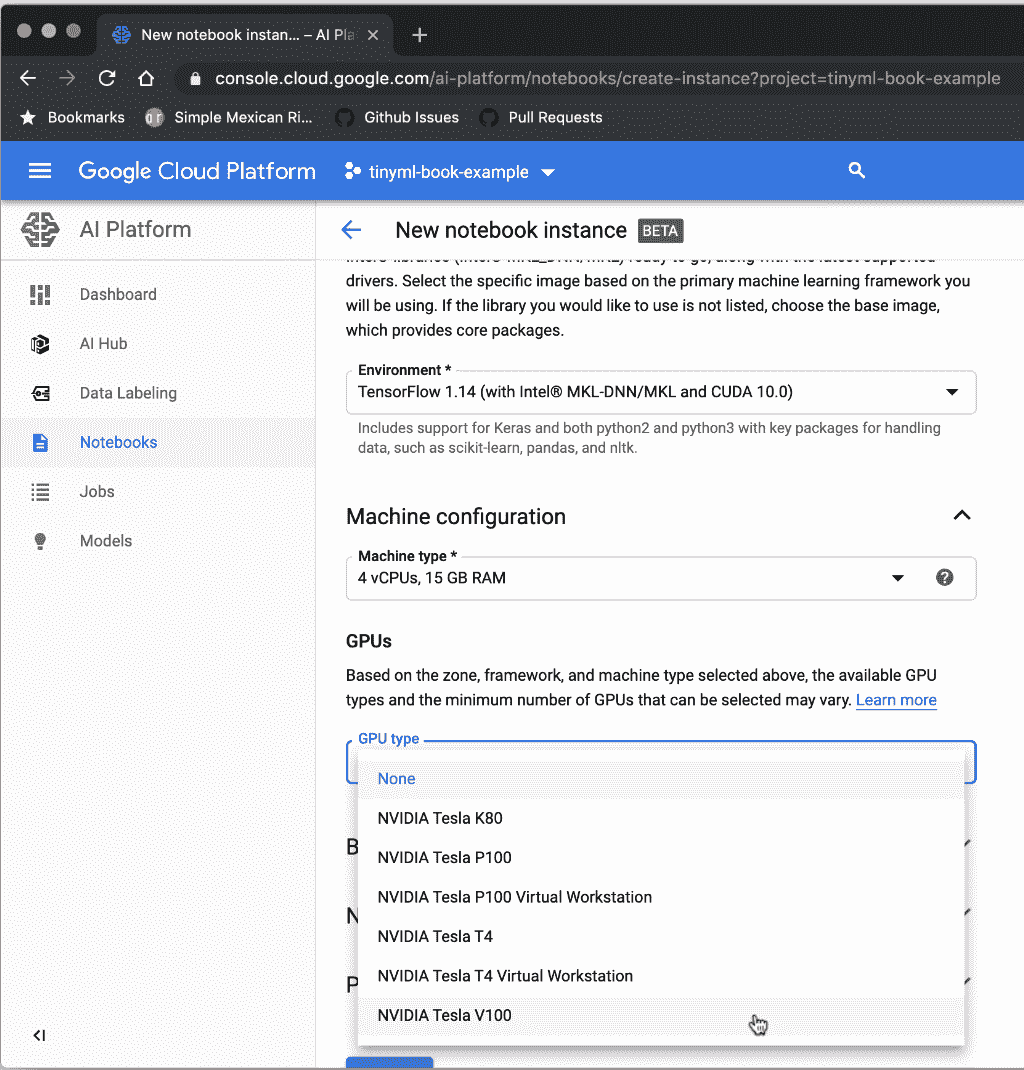 New notebook instan... – AI Pla
console.cloud.google.com/ai-platform/notebooks/create-instance?project=tinyml-book-example
Bookmarks
Simple Mexican Ri...
Github Issues
Pull Requests
Google Cloud Platform
tinyml-book-example
AI Platform
Dashboard
AI Hub
Data Labeling
Notebooks
Jobs
Models
New notebook instance BETA
ready to go, along with the latest supported
drivers. Select the specific image based on the primary machine learning framework you
will be using. If the library you would like to use is not listed, choose the base image,
which provides core packages.
Environment *
TensorFlow 1.14 (with Intel® MKL-DNN/MKL and CUDA 10.0)
Includes support for Keras and both python2 and python3 with key packages for handling
data, such as scikit-learn, pandas, and nltk.
Machine configuration
Machine type *
4 vCPUs, 15 GB RAM
GPUs
Based on the zone, framework, and machine type selected above, the available GPU
types and the minimum number of GPUs that can be selected may vary. Learn more
GPU type
None
NVIDIA Tesla K80
NVIDIA Tesla P100
NVIDIA Tesla P100 Virtual Workstation
NVIDIA Tesla T4
NVIDIA Tesla T4 Virtual Workstation
NVIDIA Tesla V100